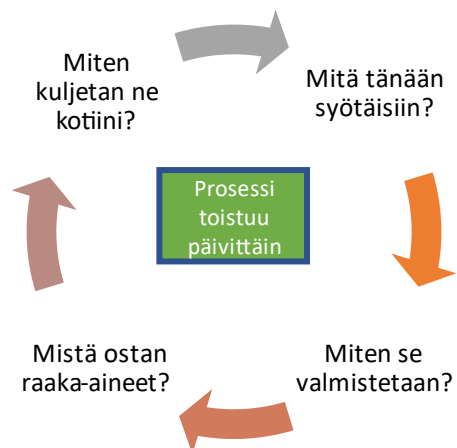 Miten
kuljetan ne
kotiini?
Mitä tänään
syötäisiin?
Prosessi
toistuu
päivittäin
Mistä ostan
raaka-aineet?
Miten se
valmistetaan?